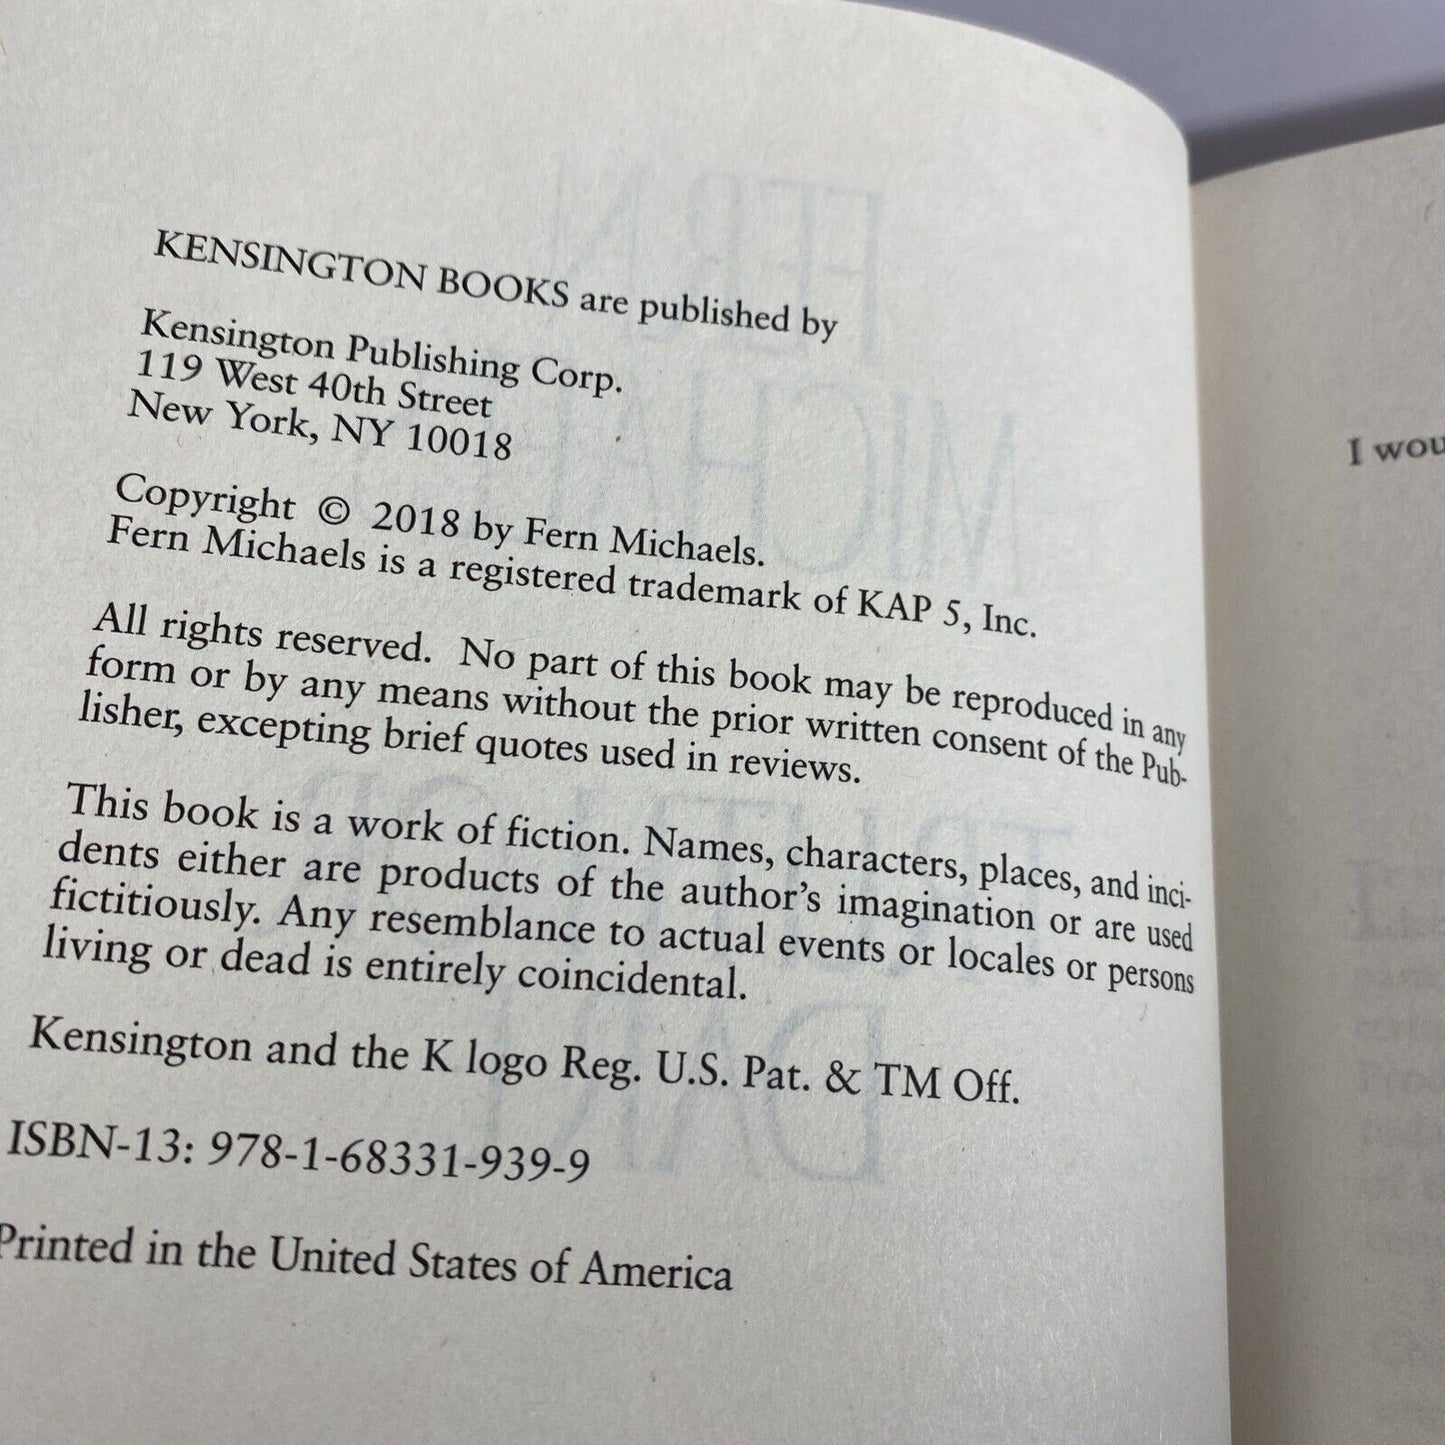 KENSINGTON BOOKS are published by
Kensington Publishing Corp.
119 West 40th Street
New York, NY 10018
Copyright © 2018 by Fern Michaels.
Fern Michaels is a registered trademark of KAP 5, Inc.
All rights reserved. No part of this book may be reproduced in any
form or by any means without the prior written consent of the Pub-
lisher, excepting brief quotes used in reviews.
This book is a work of fiction. Names, characters, places, and inci-
dents either are products of the author's imagination or are used
fictitiously. Any resemblance to actual events or locales or persons
living or dead is entirely coincidental.
Kensington and the K logo Reg. U.S. Pat. & TM Off.
ISBN-13: 978-1-68331-939-9
Printed in the United States of America
I wou